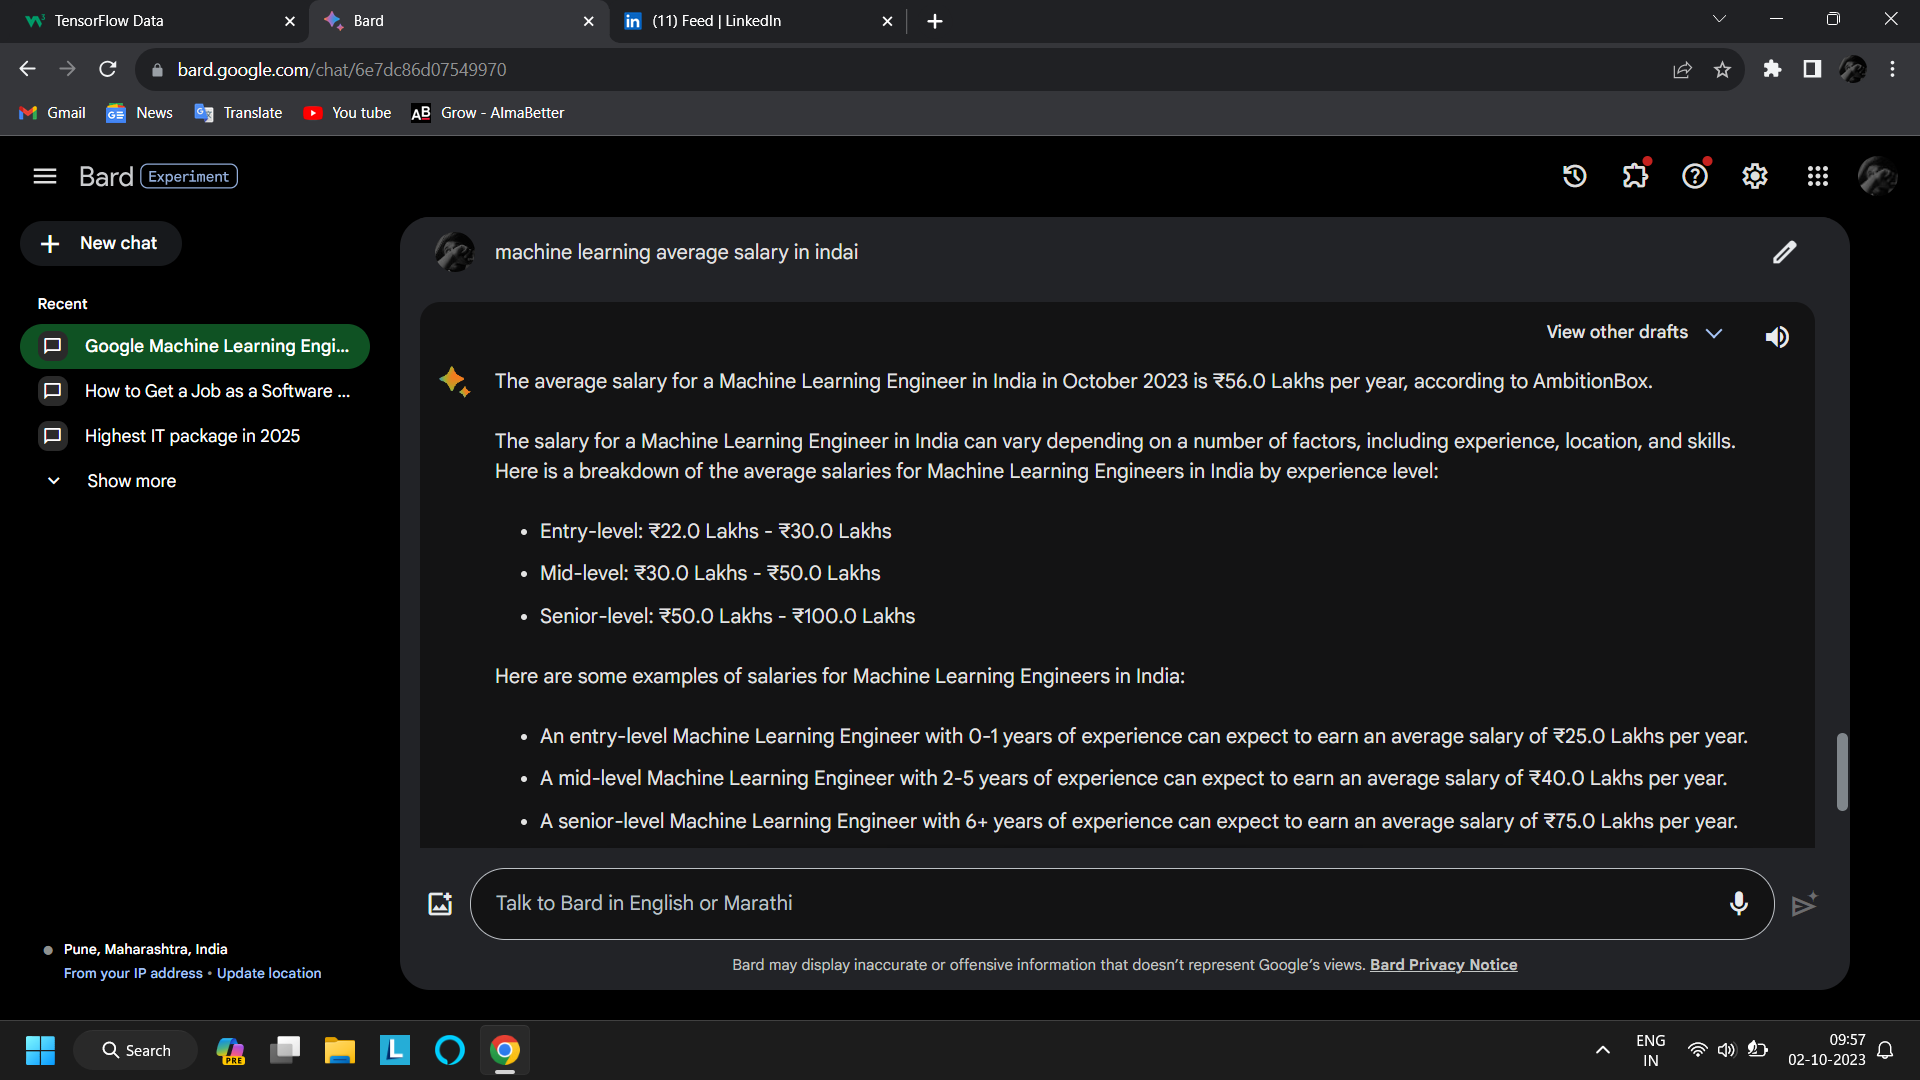 TensorFlow Data
Bard
(11) Feed | LinkedIn
bard.google.com/chat/6e7dc86d07549970
Gmail
News
Translate
You tube
AB Grow - AlmaBetter
Bard Experiment
New chat
Recent
Google Machine Learning Engi...
How to Get a Job as a Software ...
Highest IT package in 2025
Show more
Pune, Maharashtra, India
From your IP address • Update location
machine learning average salary in indai
View other drafts
The average salary for a Machine Learning Engineer in India in October 2023 is ₹56.0 Lakhs per year, according to AmbitionBox.
The salary for a Machine Learning Engineer in India can vary depending on a number of factors, including experience, location, and skills.
Here is a breakdown of the average salaries for Machine Learning Engineers in India by experience level:
• Entry-level: ₹22.0 Lakhs - ₹30.0 Lakhs
• Mid-level: ₹30.0 Lakhs - ₹50.0 Lakhs
• Senior-level: ₹50.0 Lakhs - ₹100.0 Lakhs
Here are some examples of salaries for Machine Learning Engineers in India:
• An entry-level Machine Learning Engineer with 0-1 years of experience can expect to earn an average salary of ₹25.0 Lakhs per year.
• A mid-level Machine Learning Engineer with 2-5 years of experience can expect to earn an average salary of ₹40.0 Lakhs per year.
• A senior-level Machine Learning Engineer with 6+ years of experience can expect to earn an average salary of ₹75.0 Lakhs per year.
Talk to Bard in English or Marathi
Bard may display inaccurate or offensive information that doesn't represent Google's views. Bard Privacy Notice
Search
PRE
L
ENG
IN
09:57
02-10-2023